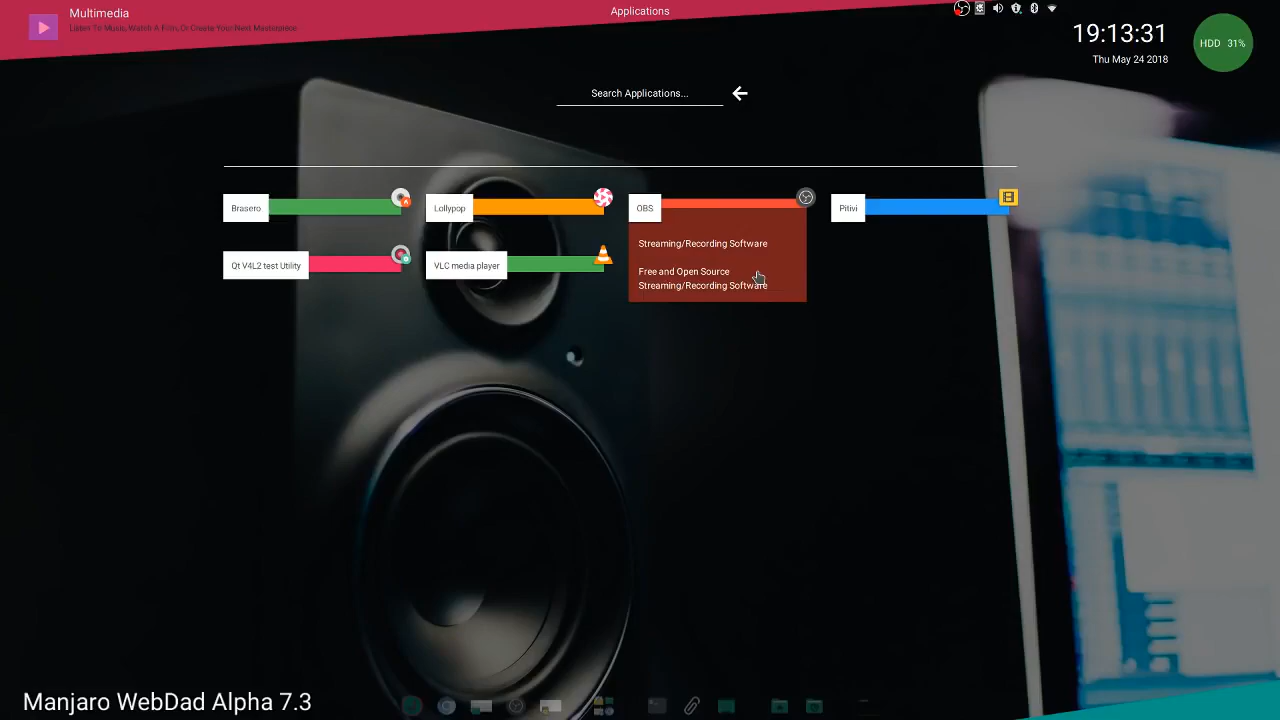 Multimedia
Listen To Music, Watch A Film, Or Create Your Next Masterpiece
Applications
19:13:31
Thu May 24 2018
HDD 31%
Search Applications...
Brasero
Lollypop
OBS
Pitivi
Streaming/Recording Software
Free and Open Source
Streaming/Recording Software
Qt V4L2 test Utility
VLC media player
Manjaro WebDad Alpha 7.3